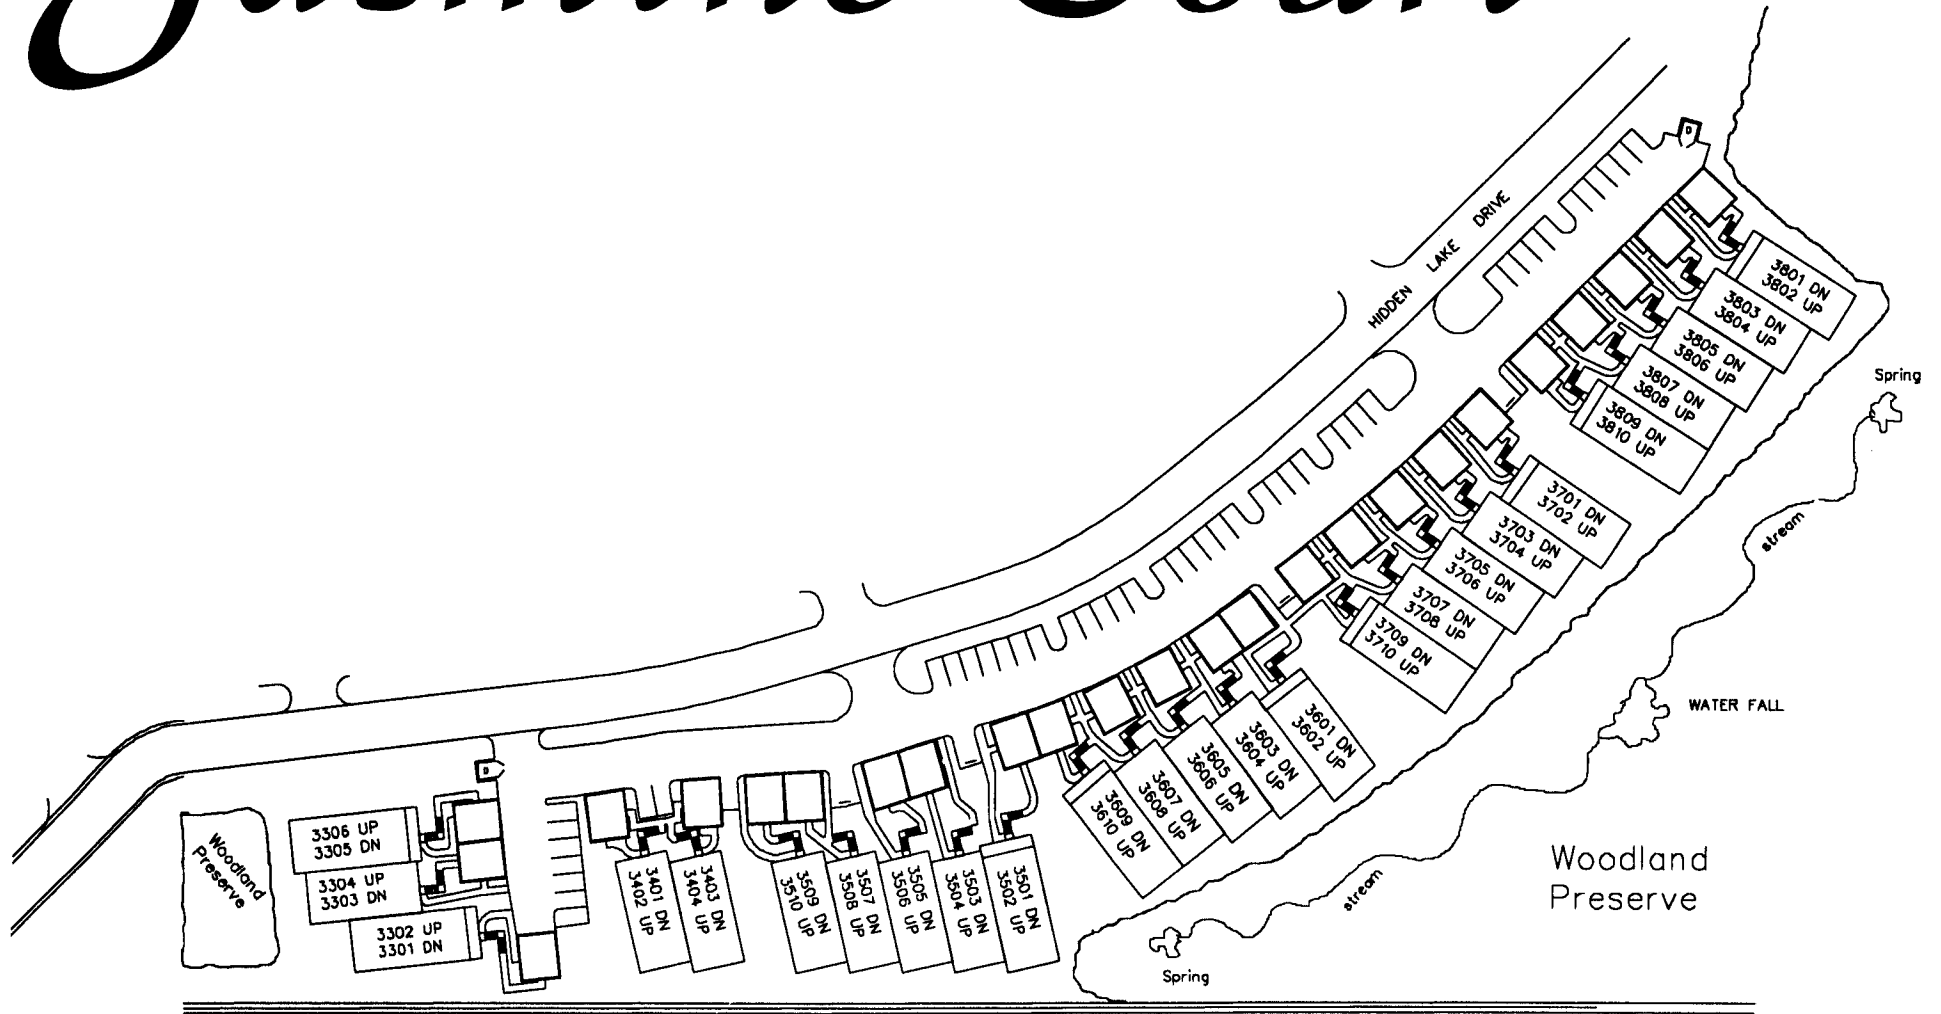 Jasmine Court
HIDDEN LAKE DRIVE
D
3801 DN
3802 UP
3803 DN
3804 UP
3805 DN
3806 UP
3807 DN
3808 UP
3809 DN
3810 UP
Spring
stream
3701 DN
3702 UP
3703 DN
3704 UP
3705 DN
3706 UP
3707 DN
3708 UP
3709 DN
3710 UP
WATER FALL
3601 DN
3602 UP
3603 DN
3604 UP
3605 DN
3606 UP
3607 DN
3608 UP
3609 DN
3610 UP
D
Woodland
Preserve
3306 UP
3305 DN
3304 UP
3303 DN
3302 UP
3301 DN
3401 DN
3402 UP
3403 DN
3404 UP
3509 DN
3510 UP
3507 DN
3508 UP
3505 DN
3506 UP
3503 DN
3504 UP
3501 DN
3502 UP
stream
Woodland
Preserve
Spring